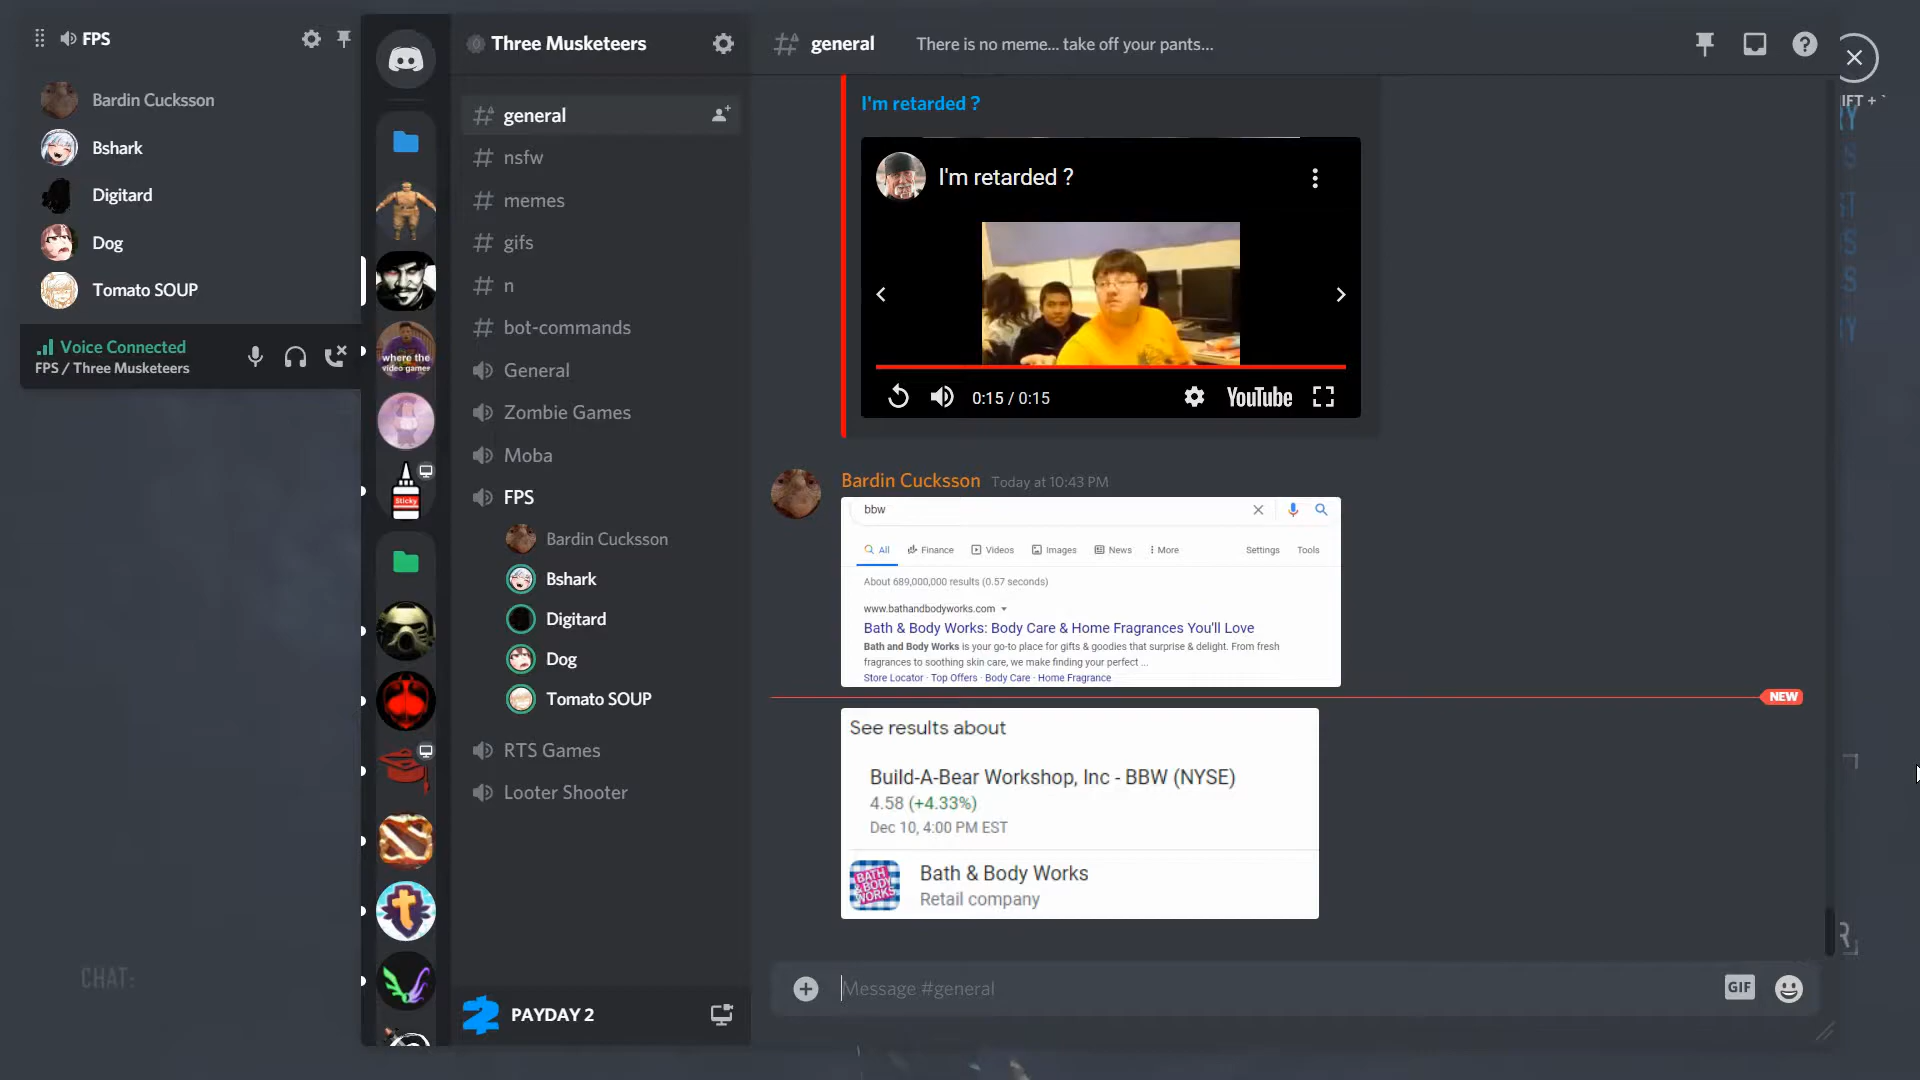 FPS
Bardin Cucksson
Bshark
Digitard
Dog
Tomato SOUP
Voice Connected
FPS / Three Musketeers
CHAT:
where the
video gamer
Sticky
Three Musketeers
general
nsfw
memes
gifs
n
bot-commands
General
Zombie Games
Moba
FPS
Bardin Cucksson
Bshark
Digitard
Dog
Tomato SOUP
RTS Games
Looter Shooter
PAYDAY 2
general
There is no meme... take off your pants...
I'm retarded ?
I'm retarded ?
0:15 / 0:15
YouTube
Bardin Cucksson Today at 10:43 PM
bbw
All Finance Videos Images News More Settings Tools
About 689,000,000 results (0.57 seconds)
www.bathandbodyworks.com
Bath & Body Works: Body Care & Home Fragrances You'll Love
Bath and Body Works is your go-to place for gifts & goodies that surprise & delight. From fresh
fragrances to soothing skin care, we make finding your perfect ...
Store Locator · Top Offers · Body Care · Home Fragrance
NEW
See results about
Build-A-Bear Workshop, Inc - BBW (NYSE)
4.58 (+4.33%)
Dec 10, 4:00 PM EST
BATH
& BODY
WORKS
Bath & Body Works
Retail company
Message #general
GIF
IFT + `